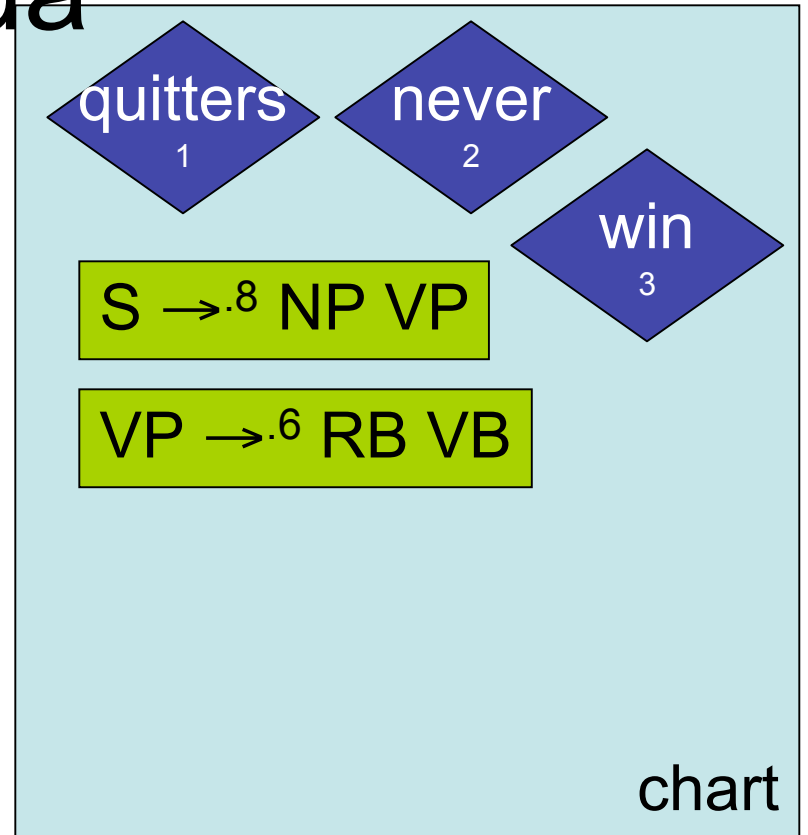 quitters
1
never
2
win
3
S →.8 NP VP
VP →.6 RB VB
chart